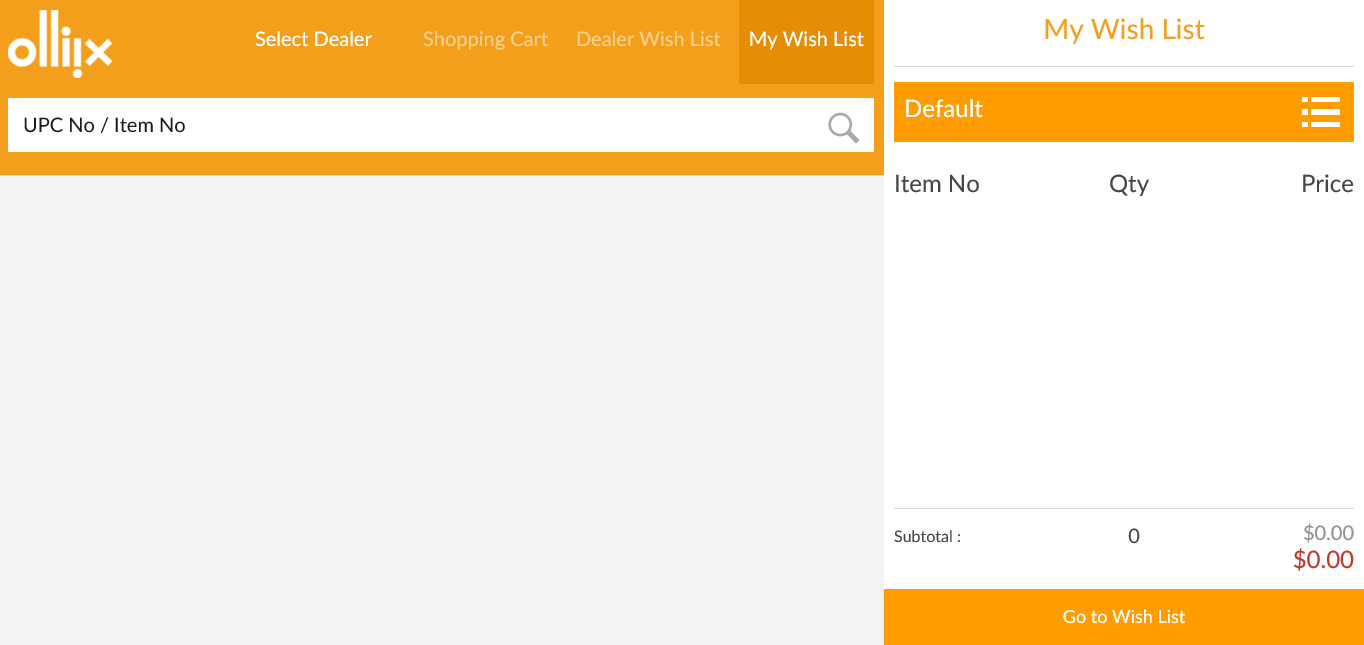 olliix
Select Dealer
Shopping Cart
Dealer Wish List
My Wish List
UPC No / Item No
My Wish List
Default
Item No Qty Price
Subtotal : 0 $0.00
$0.00
Go to Wish List